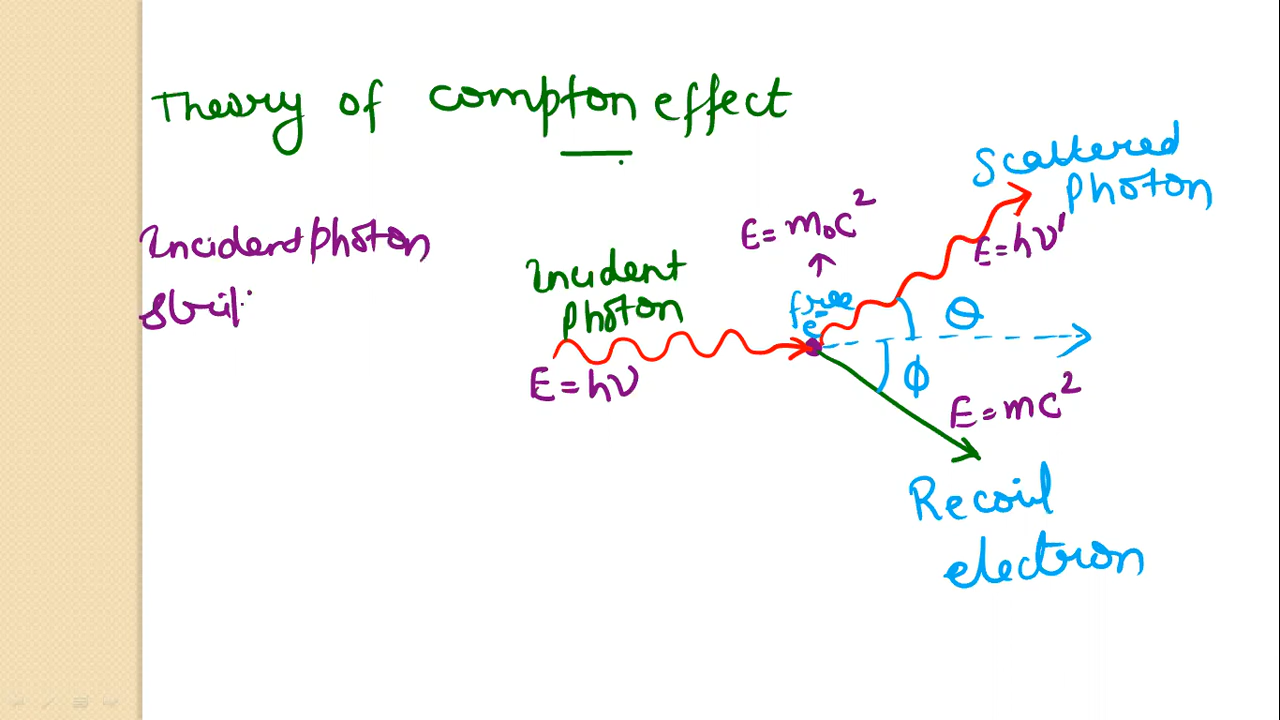 Theory of compton effect
Incident photon
Incident
photon
E = hν
E = m₀c²
free
e⁻
Scattered
photon
E = hν'
θ
ϕ
E = mc²
Recoil
electron